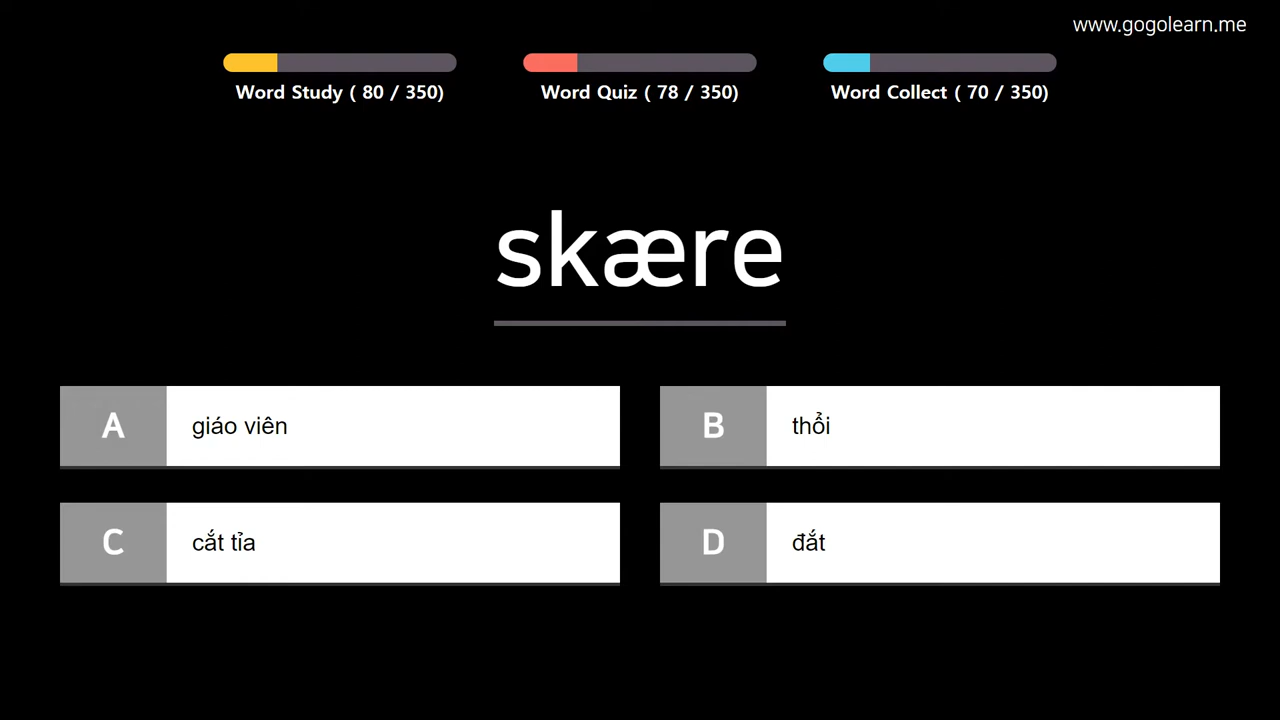 www.gogolearn.me
Word Study ( 80 / 350)
Word Quiz ( 78 / 350)
Word Collect ( 70 / 350)
skære
A giáo viên
B thổi
C cắt tỉa
D đắt